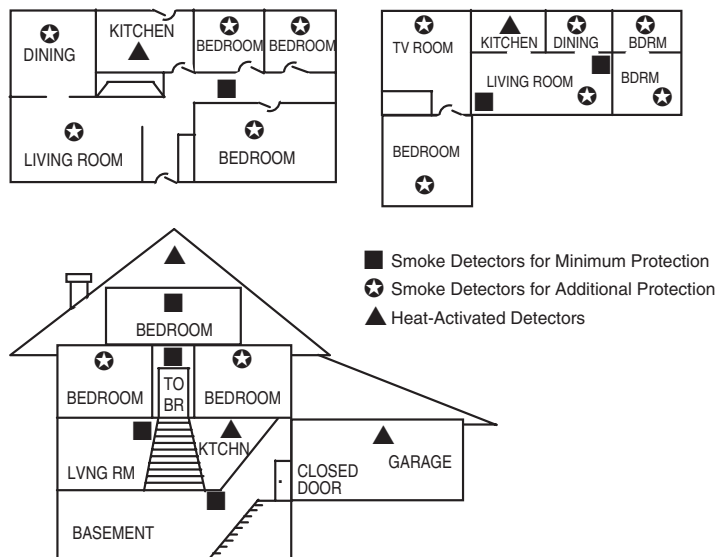 DINING
KITCHEN
BEDROOM
BEDROOM
LIVING ROOM
BEDROOM
TV ROOM
KITCHEN
DINING
BDRM
LIVING ROOM
BDRM
BEDROOM
Smoke Detectors for Minimum Protection
Smoke Detectors for Additional Protection
Heat-Activated Detectors
BEDROOM
BEDROOM
TO
BR
BEDROOM
LVNG RM
KTCHN
CLOSED
DOOR
GARAGE
BASEMENT